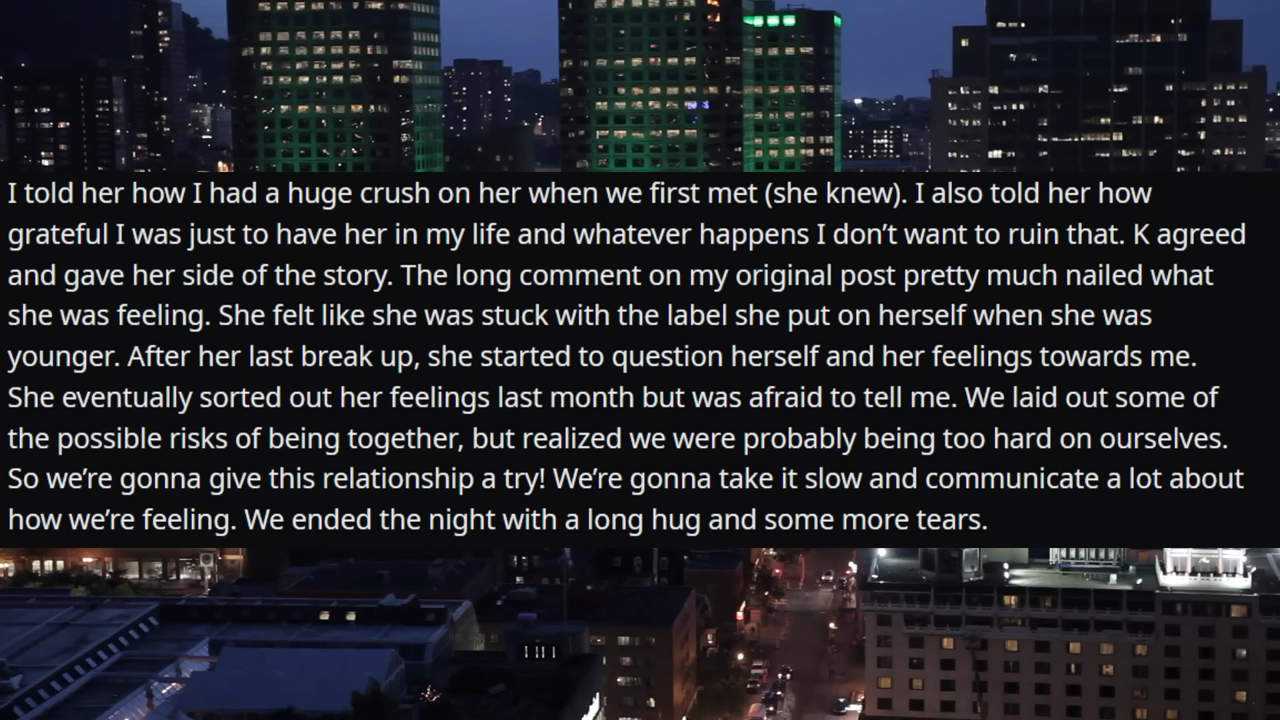 I told her how I had a huge crush on her when we first met (she knew). I also told her how
grateful I was just to have her in my life and whatever happens I don’t want to ruin that. K agreed
and gave her side of the story. The long comment on my original post pretty much nailed what
she was feeling. She felt like she was stuck with the label she put on herself when she was
younger. After her last break up, she started to question herself and her feelings towards me.
She eventually sorted out her feelings last month but was afraid to tell me. We laid out some of
the possible risks of being together, but realized we were probably being too hard on ourselves.
So we’re gonna give this relationship a try! We’re gonna take it slow and communicate a lot about
how we’re feeling. We ended the night with a long hug and some more tears.